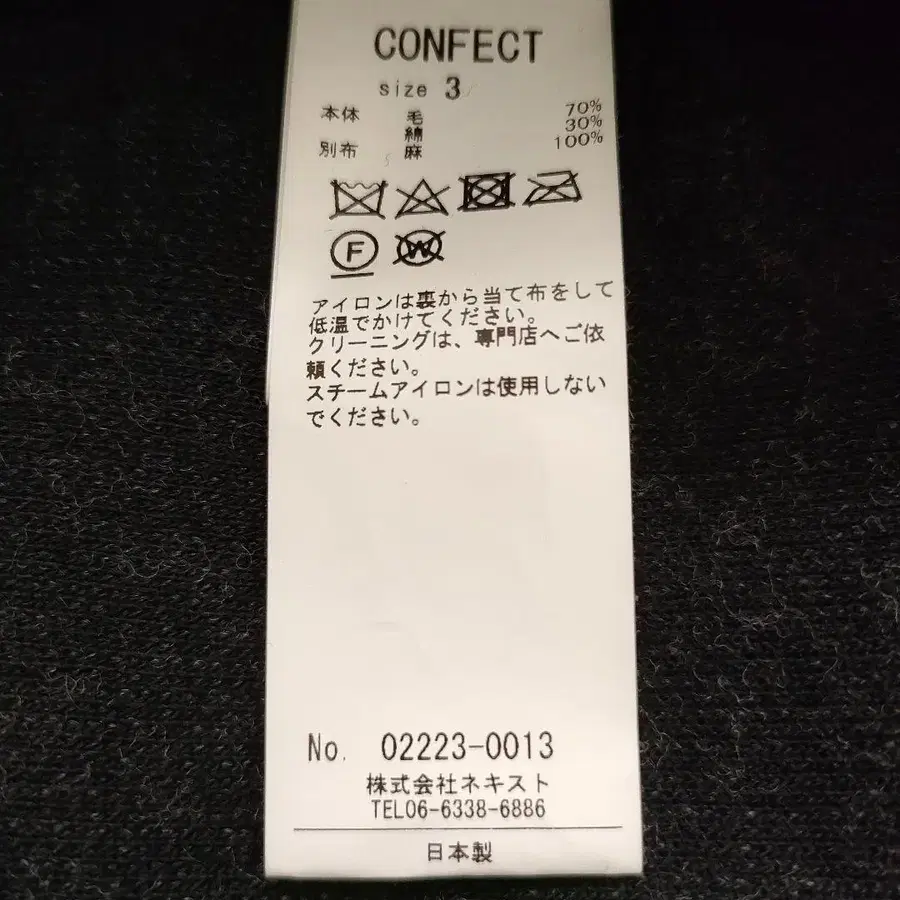 CONFECT
size 3
本体 毛 70%
綿 30%
別布 麻 100%
F W
アイロンは裏から当て布をして
低温でかけてください。
クリーニングは、専門店へご依
頼ください。
スチームアイロンは使用しない
でください。
No. 02223-0013
株式会社ネキスト
TEL06-6338-6886
日本製